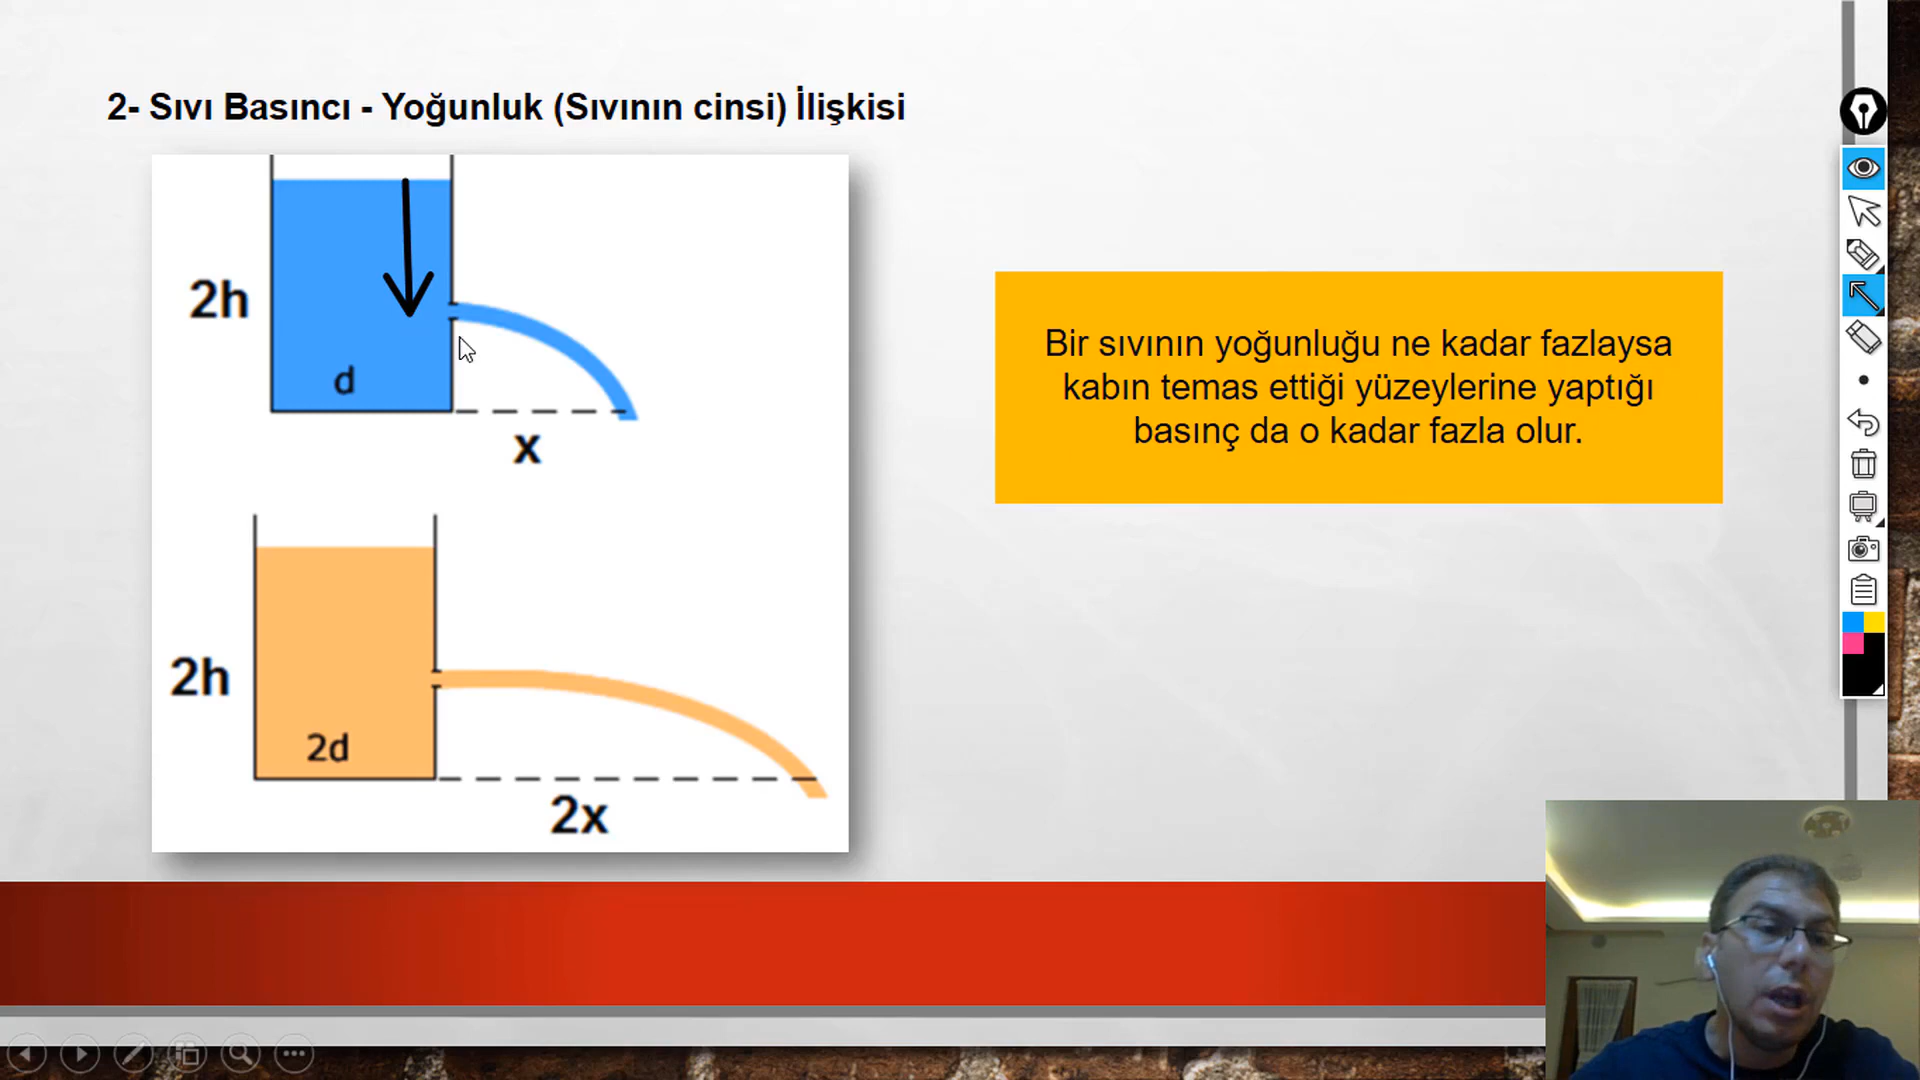 2- Sıvı Basıncı - Yoğunluk (Sıvının cinsi) İlişkisi
2h
d
x
Bir sıvının yoğunluğu ne kadar fazlaysa
kabın temas ettiği yüzeylerine yaptığı
basınç da o kadar fazla olur.
2h
2d
2x